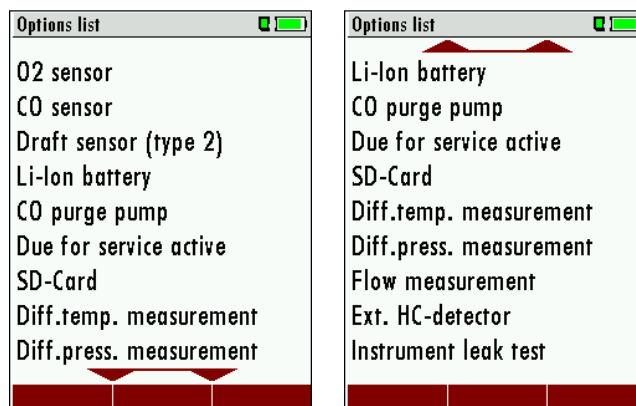 Options list
O2 sensor
CO sensor
Draft sensor (type 2)
Li-Ion battery
CO purge pump
Due for service active
SD-Card
Diff.temp. measurement
Diff.press. measurement
Options list
Li-Ion battery
CO purge pump
Due for service active
SD-Card
Diff.temp. measurement
Diff.press. measurement
Flow measurement
Ext. HC-detector
Instrument leak test